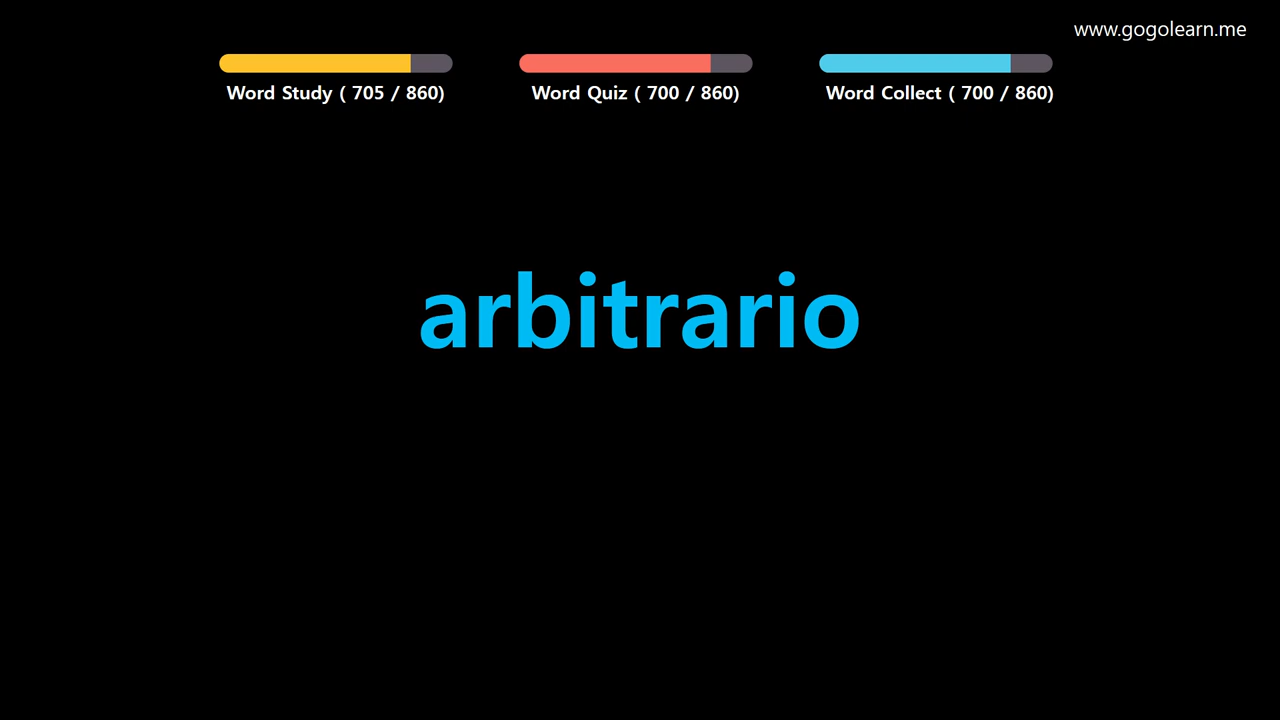 www.gogolearn.me
Word Study ( 705 / 860)
Word Quiz ( 700 / 860)
Word Collect ( 700 / 860)
arbitrario